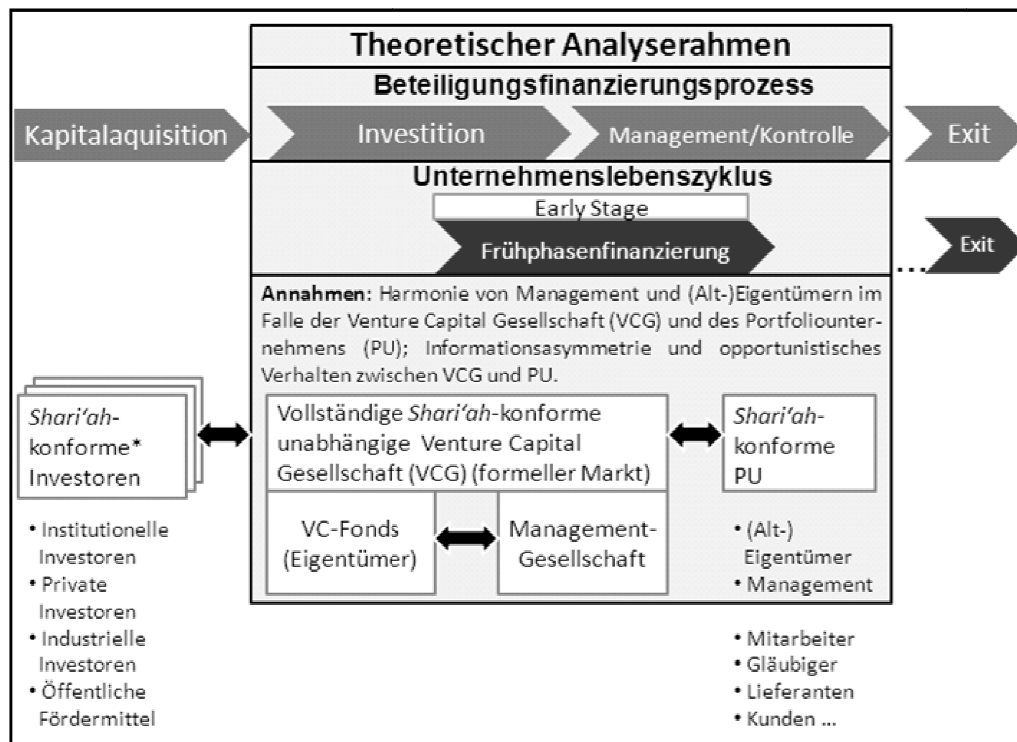 Theoretischer Analyserahmen
Beteiligungsfinanzierungsprozess
Kapitalaquisition
Investition
Management/Kontrolle
Exit
Unternehmenslebenszyklus
Early Stage
Frühphasenfinanzierung
...
Exit
Annahmen: Harmonie von Management und (Alt-)Eigentümern im
Falle der Venture Capital Gesellschaft (VCG) und des Portfoliounter-
nehmens (PU); Informationsasymmetrie und opportunistisches
Verhalten zwischen VCG und PU.
Shari‘ah-
konforme*
Investoren
Vollständige Shari‘ah-konforme
unabhängige Venture Capital
Gesellschaft (VCG) (formeller Markt)
Shari‘ah-
konforme
PU
VC-Fonds
(Eigentümer)
Management-
Gesellschaft
• Institutionelle
Investoren
• Private
Investoren
• Industrielle
Investoren
• Öffentliche
Fördermittel
• (Alt-)
Eigentümer
• Management
• Mitarbeiter
• Gläubiger
• Lieferanten
• Kunden ...